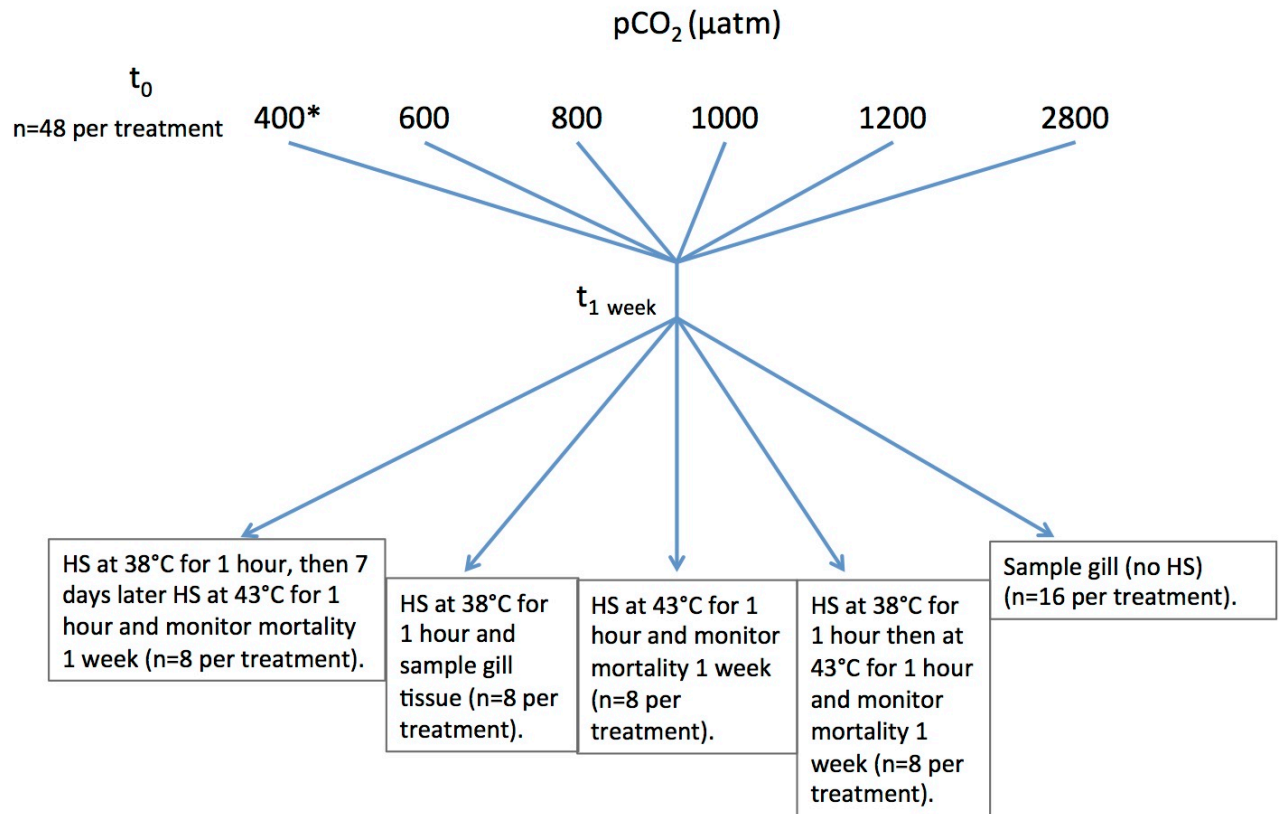 pCO₂ (µatm)
t₀
n=48 per treatment
400* 600 800 1000 1200 2800
t₁ week
HS at 38°C for 1 hour, then 7
days later HS at 43°C for 1
hour and monitor mortality
1 week (n=8 per treatment).
HS at 38°C for
1 hour and
sample gill
tissue (n=8 per
treatment).
HS at 43°C for 1
hour and monitor
mortality 1 week
(n=8 per
treatment).
HS at 38°C for
1 hour then at
43°C for 1 hour
and monitor
mortality 1
week (n=8 per
treatment).
Sample gill (no HS)
(n=16 per treatment).